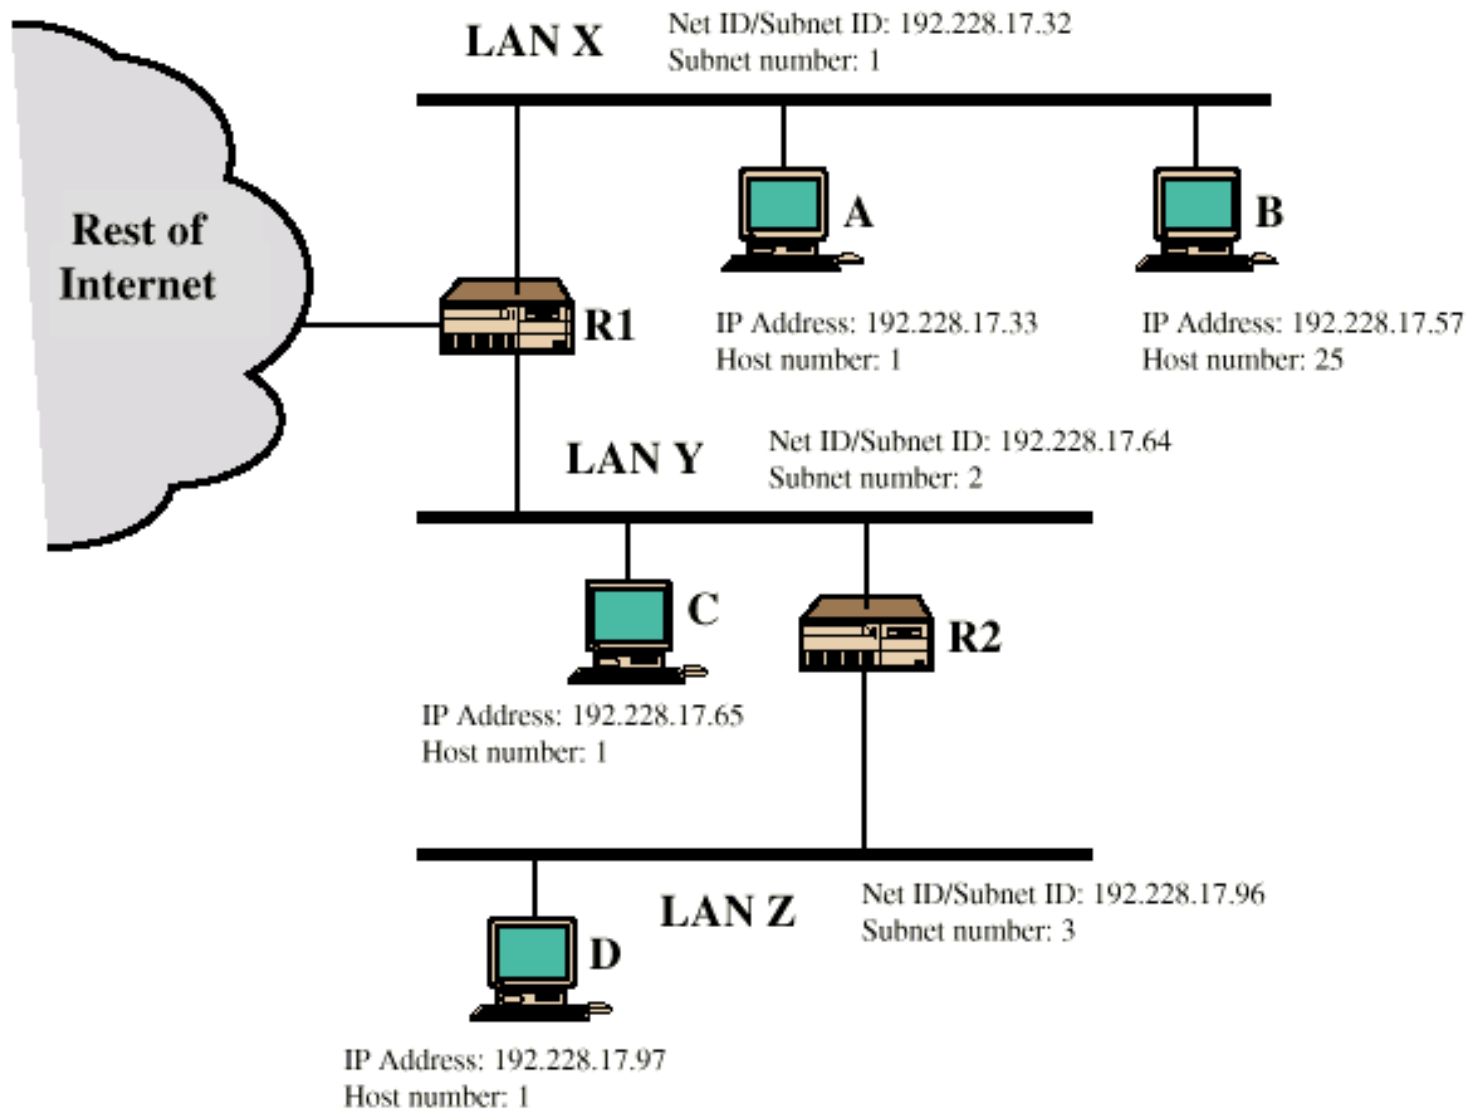 LAN X
Net ID/Subnet ID: 192.228.17.32
Subnet number: 1
Rest of
Internet
A
B
R1
IP Address: 192.228.17.33
Host number: 1
IP Address: 192.228.17.57
Host number: 25
LAN Y
Net ID/Subnet ID: 192.228.17.64
Subnet number: 2
C
R2
IP Address: 192.228.17.65
Host number: 1
LAN Z
Net ID/Subnet ID: 192.228.17.96
Subnet number: 3
D
IP Address: 192.228.17.97
Host number: 1